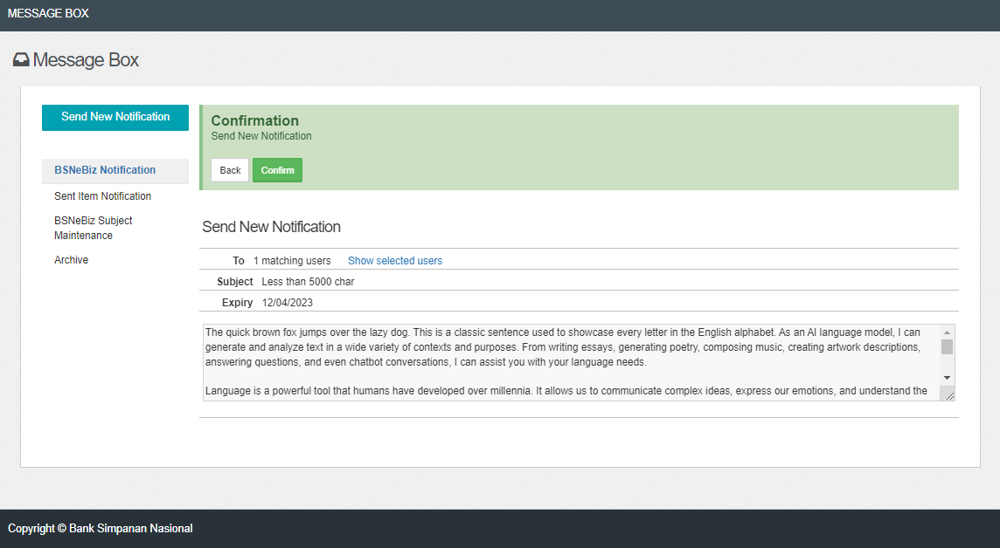 MESSAGE BOX
Message Box
Send New Notification
BSNeBiz Notification
Sent Item Notification
BSNeBiz Subject
Maintenance
Archive
Confirmation
Send New Notification
Back
Confirm
Send New Notification
To 1 matching users Show selected users
Subject Less than 5000 char
Expiry 12/04/2023
The quick brown fox jumps over the lazy dog. This is a classic sentence used to showcase every letter in the English alphabet. As an AI language model, I can
generate and analyze text in a wide variety of contexts and purposes. From writing essays, generating poetry, composing music, creating artwork descriptions,
answering questions, and even chatbot conversations, I can assist you with your language needs.
Language is a powerful tool that humans have developed over millennia. It allows us to communicate complex ideas, express our emotions, and understand the
Copyright © Bank Simpanan Nasional